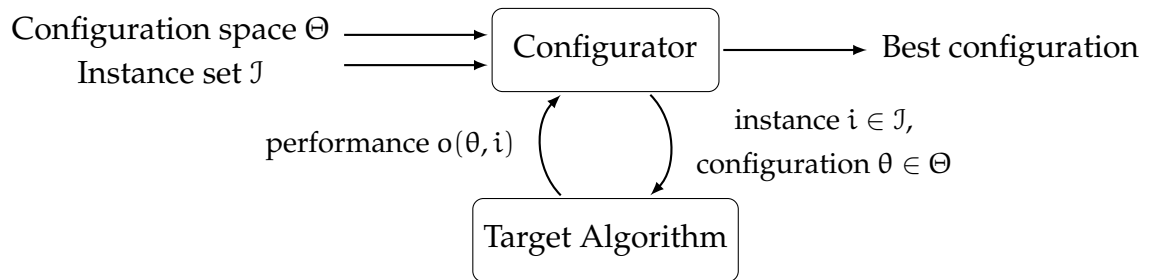 Configuration space Θ
Instance set ℐ
Configurator
Best configuration
performance o(θ, i)
instance i ∈ ℐ,
configuration θ ∈ Θ
Target Algorithm